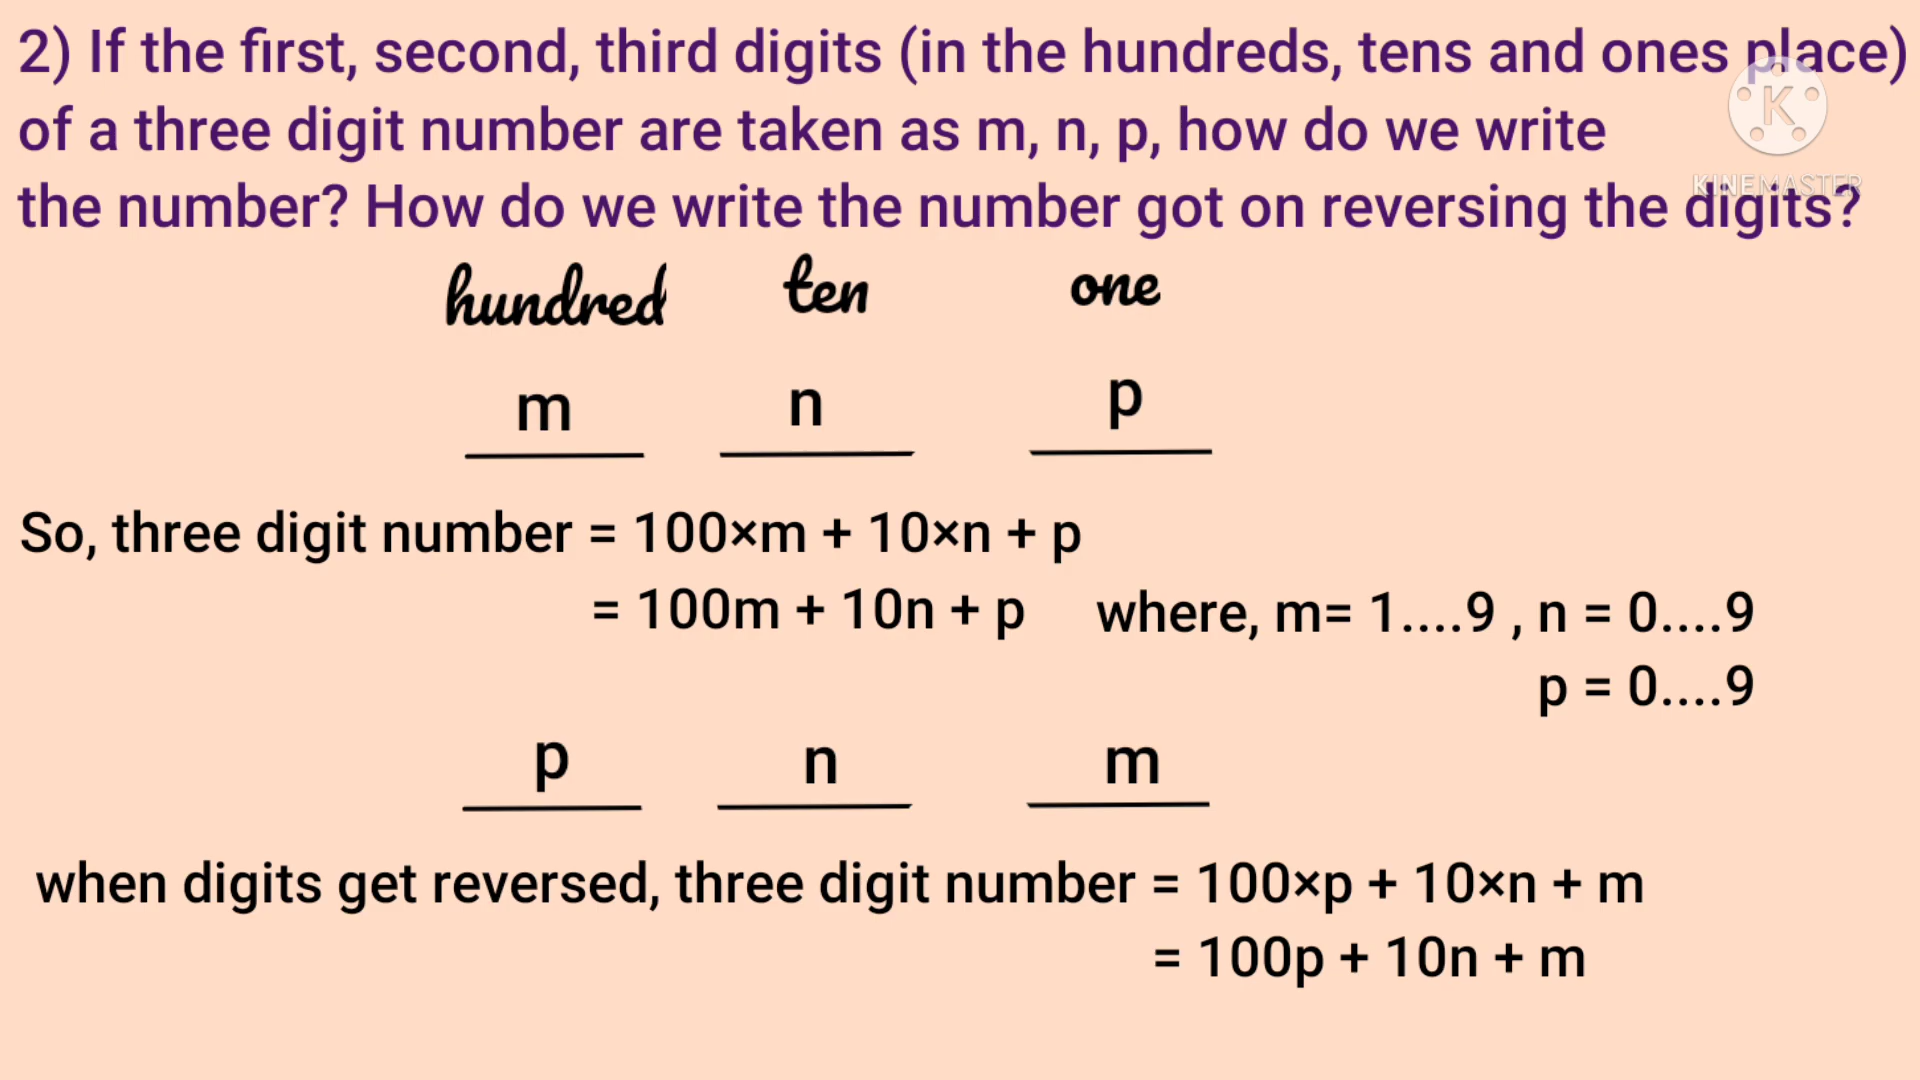 2) If the first, second, third digits (in the hundreds, tens and ones place)
of a three digit number are taken as m, n, p, how do we write
the number? How do we write the number got on reversing the digits?
K
KINEMASTER
hundred ten one
m n p
So, three digit number = 100×m + 10×n + p
= 100m + 10n + p where, m= 1....9 , n = 0....9
p = 0....9
p n m
when digits get reversed, three digit number = 100×p + 10×n + m
= 100p + 10n + m